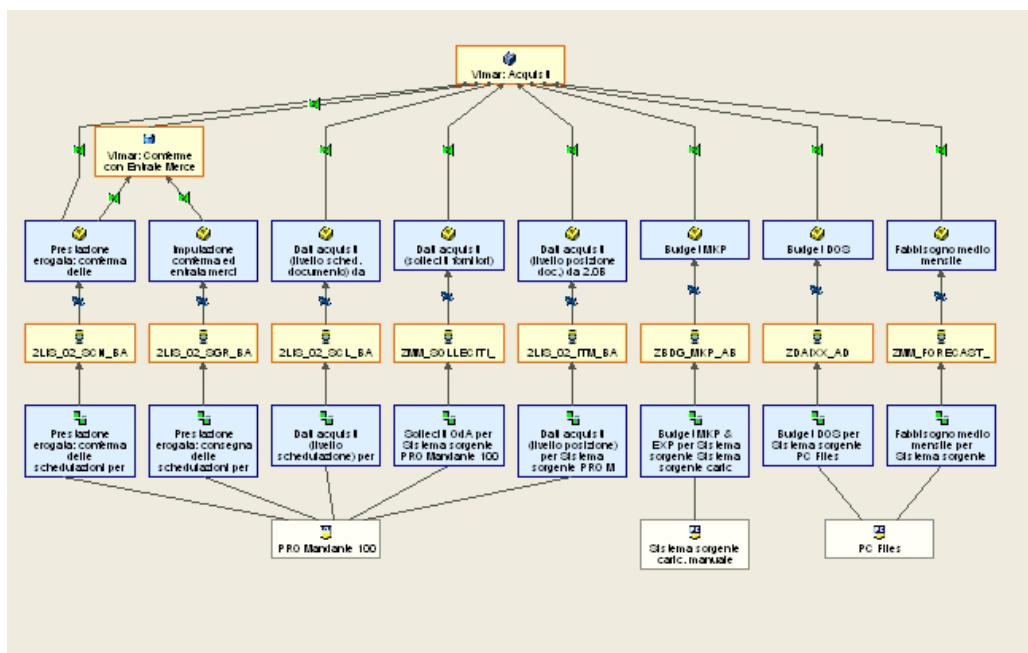 Vimar: Acquisti
Vimar: Conferme
con Entrate Merce
Prestazione
erogata: conferma
delle
Imputazione
conferma ed
entrata merci
Dati acquisti
(livello sched.
documento) da
Dati acquisti
(solleciti fornitori)
Dati acquisti
(livello posizione
doc.) da 2.0B
Budget MKP
Budget DOS
Fabbisogno medio
mensile
2LIS_02_SCN_BA
2LIS_02_SGR_BA
2LIS_02_SCL_BA
ZMM_SOLLECITI_
2LIS_02_ITM_BA
ZBDG_MKP_AB
ZDAIXX_AD
ZMM_FORECAST_
Prestazione
erogata: conferma
delle
schedulazioni per
Prestazione
erogata: consegna
delle
schedulazioni per
Dati acquisti
(livello
schedulazione) per
Solleciti OdA per
Sistema sorgente
PRO Mandante 100
Dati acquisti
(livello posizione)
per Sistema
sorgente PRO M
Budget MKP &
EXP per Sistema
sorgente Sistema
sorgente caric
Budget DOS per
Sistema sorgente
PC Files
Fabbisogno medio
mensile per
Sistema sorgente
PRO Mandante 100
Sistema sorgente
caric. manuale
PC Files